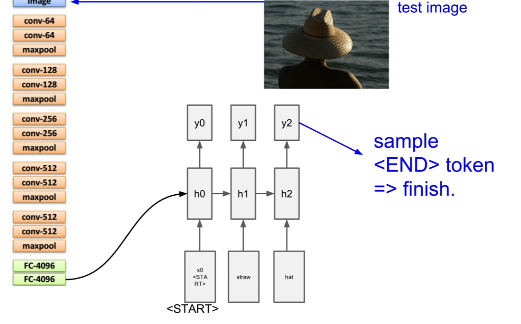 image
test image
conv-64
conv-64
maxpool
conv-128
conv-128
maxpool
conv-256
conv-256
maxpool
conv-512
conv-512
maxpool
conv-512
conv-512
maxpool
FC-4096
FC-4096
y0
y1
y2
sample
<END> token
=> finish.
h0
h1
h2
x0
<STA
RT>
straw
hat
<START>